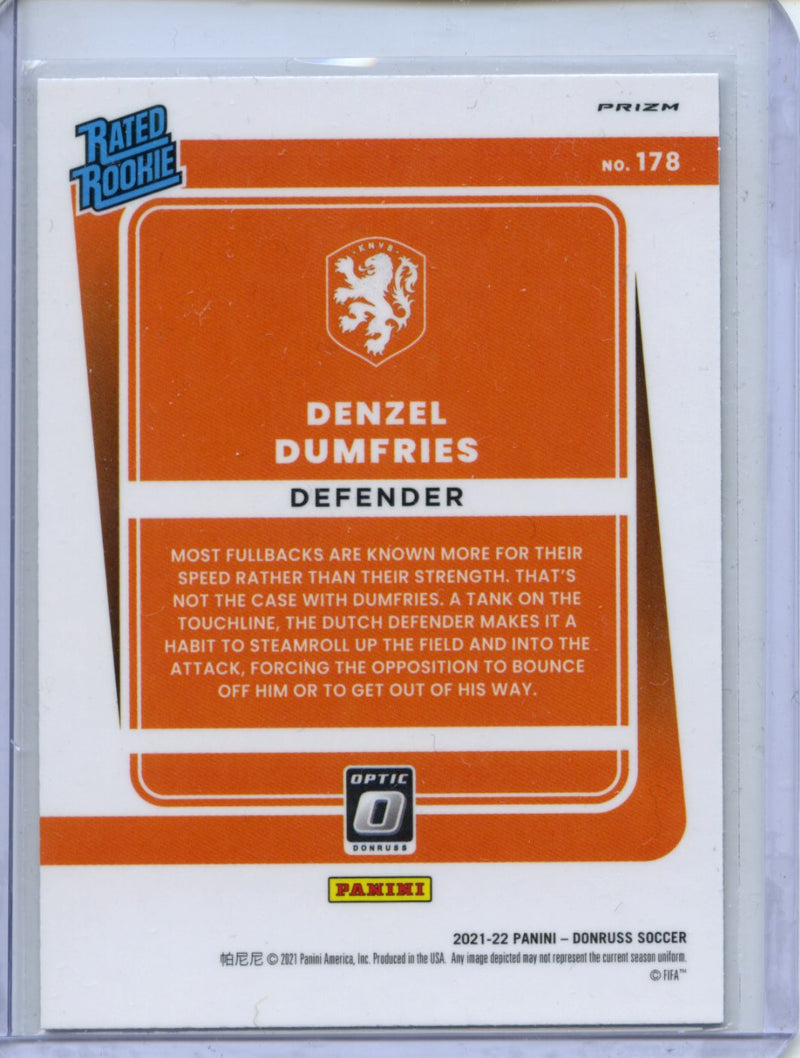 PRIZM
RATED
ROOKIE
NO. 178
KNVB
DENZEL
DUMFRIES
DEFENDER
MOST FULLBACKS ARE KNOWN MORE FOR THEIR
SPEED RATHER THAN THEIR STRENGTH. THAT'S
NOT THE CASE WITH DUMFRIES. A TANK ON THE
TOUCHLINE, THE DUTCH DEFENDER MAKES IT A
HABIT TO STEAMROLL UP THE FIELD AND INTO THE
ATTACK, FORCING THE OPPOSITION TO BOUNCE
OFF HIM OR TO GET OUT OF HIS WAY.
OPTIC
O
DONRUSS
PANINI
2021-22 PANINI – DONRUSS SOCCER
帕尼尼 © 2021 Panini America, Inc. Produced in the USA. Any image depicted may not represent the current season uniform.
© FIFA™